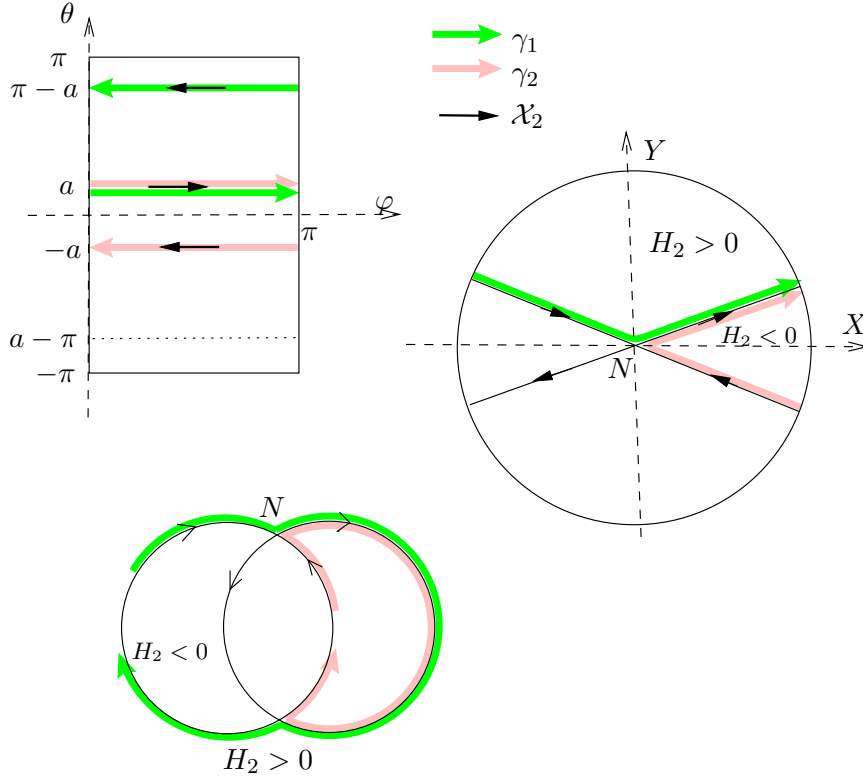 θ
π
π − a
a
φ
π
−a
a − π
−π
γ₁
γ₂
𝒳₂
Y
H₂ > 0
X
H₂ < 0
N
N
H₂ < 0
H₂ > 0